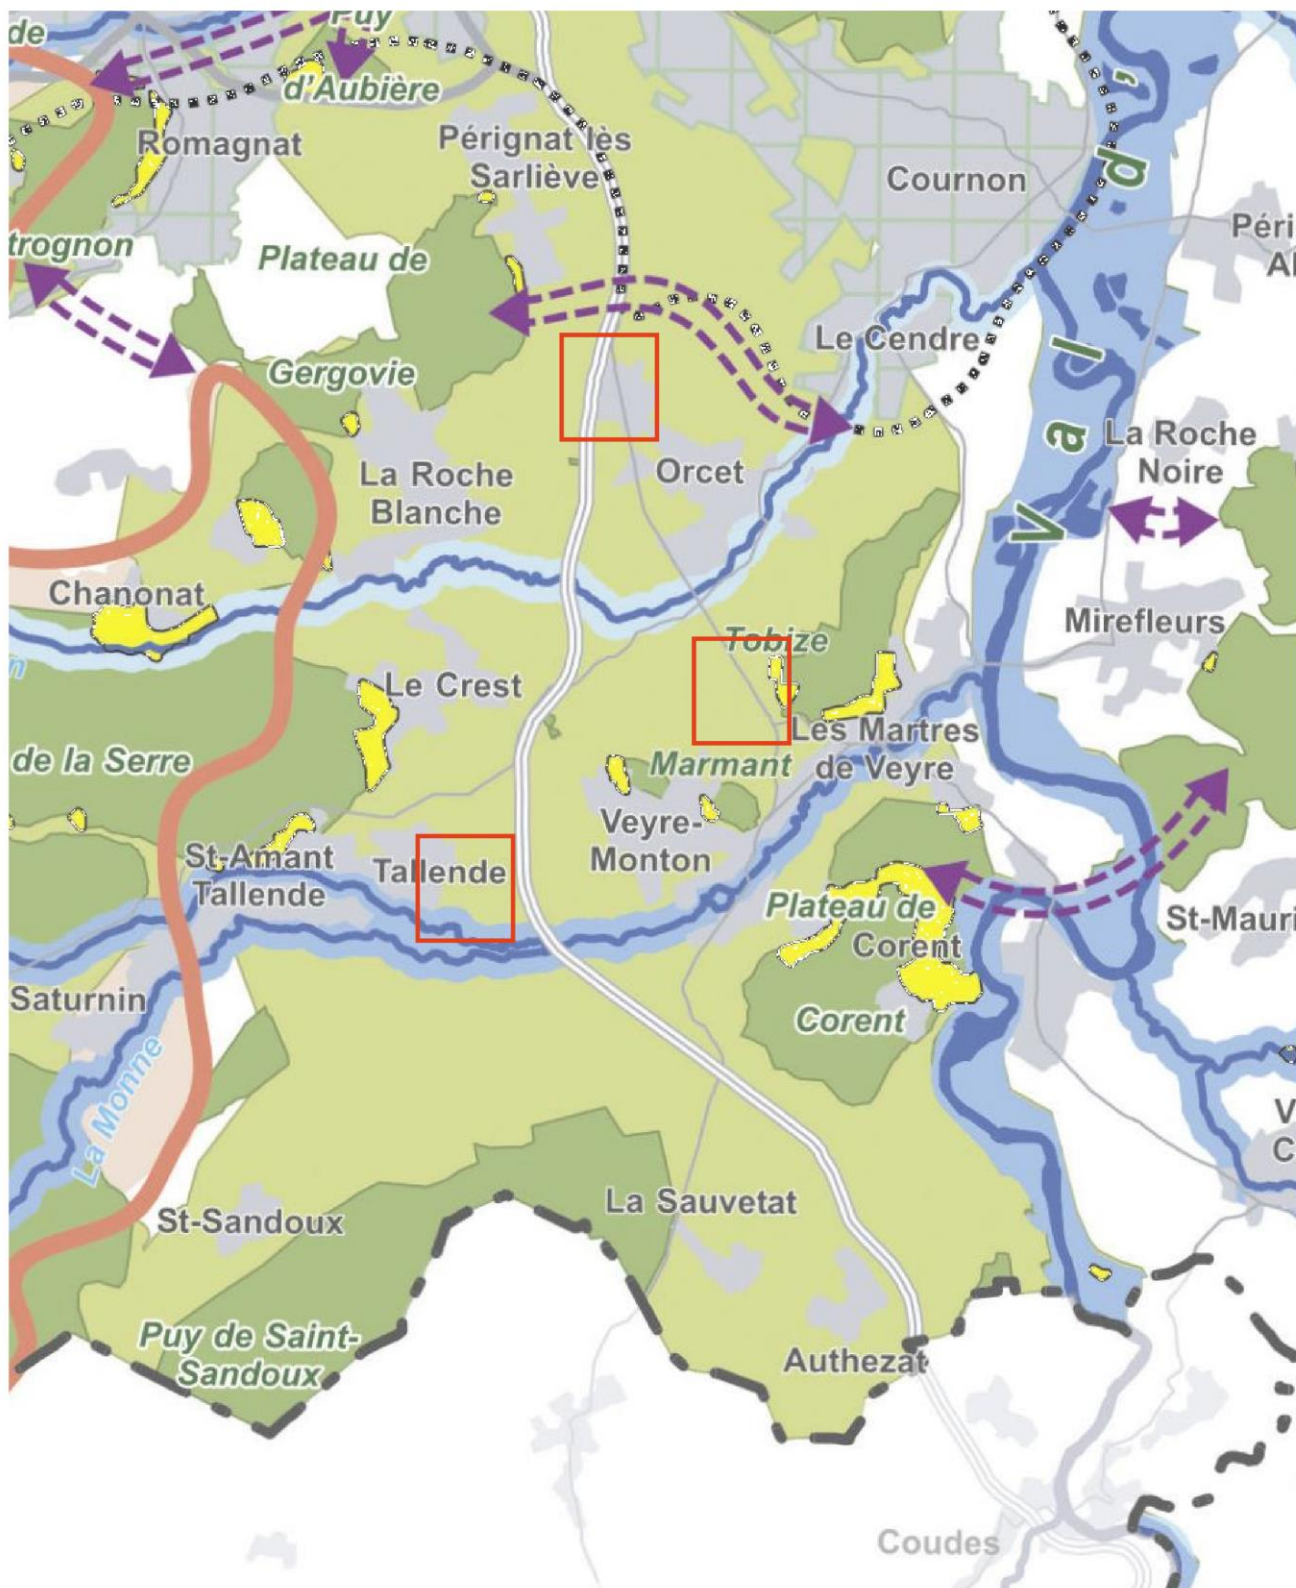 de
Puy
d'Aubière
Romagnat
Pérignat lès
Sarliève
Cournon
Val d'
Péri
Al
trognon
Plateau de
Gergovie
Le Cendre
La Roche
Noire
La Roche
Blanche
Orcet
Chanonat
Mirefleurs
Tobize
n
Le Crest
de la Serre
Les Martres
de Veyre
Marmant
Veyre-
Monton
St-Amant
Tallende
Tallende
Plateau de
Corent
Corent
St-Mauri
Saturnin
La Monne
V
C
St-Sandoux
La Sauvetat
Puy de Saint-
Sandoux
Authezat
Coudes